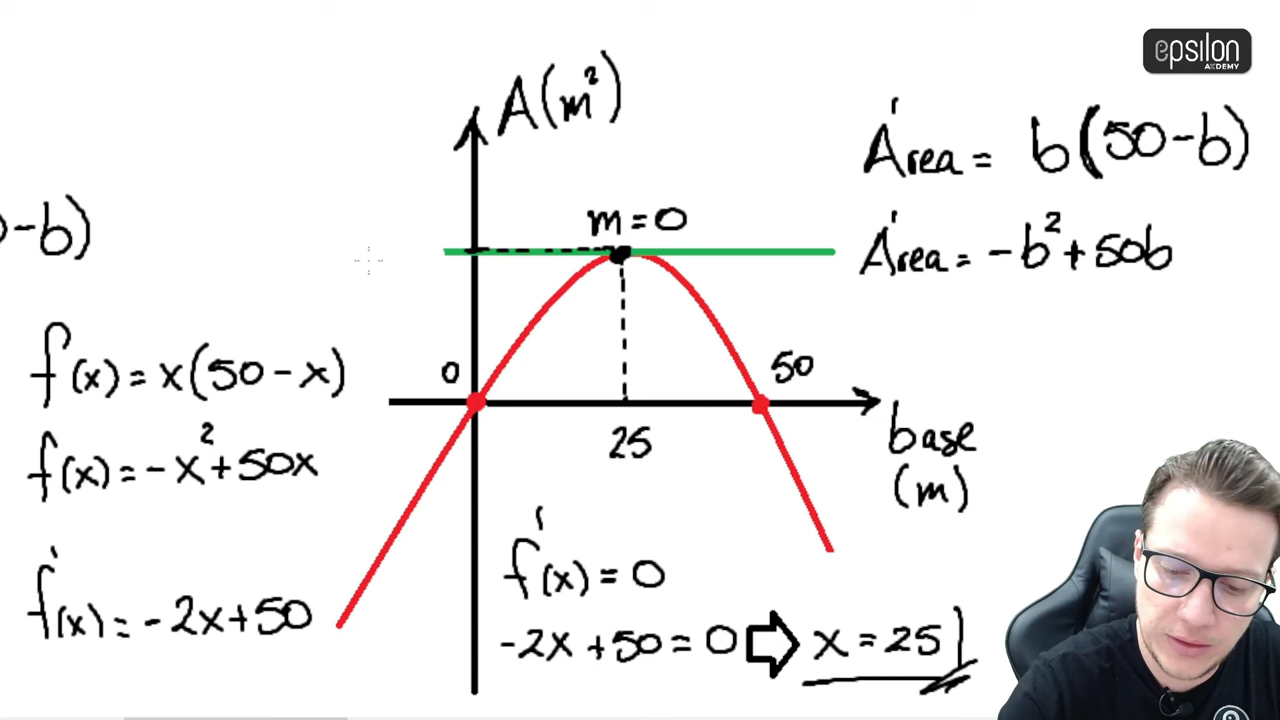 epsilon
ACADEMY
A(m²)
Área = b(50-b)
Área = -b²+50b
-b)
m=0
f(x)=x(50-x)
f(x)=-x²+50x
f'(x)=-2x+50
0
50
25
base
(m)
f'(x)=0
-2x+50=0 ⇨ x=25